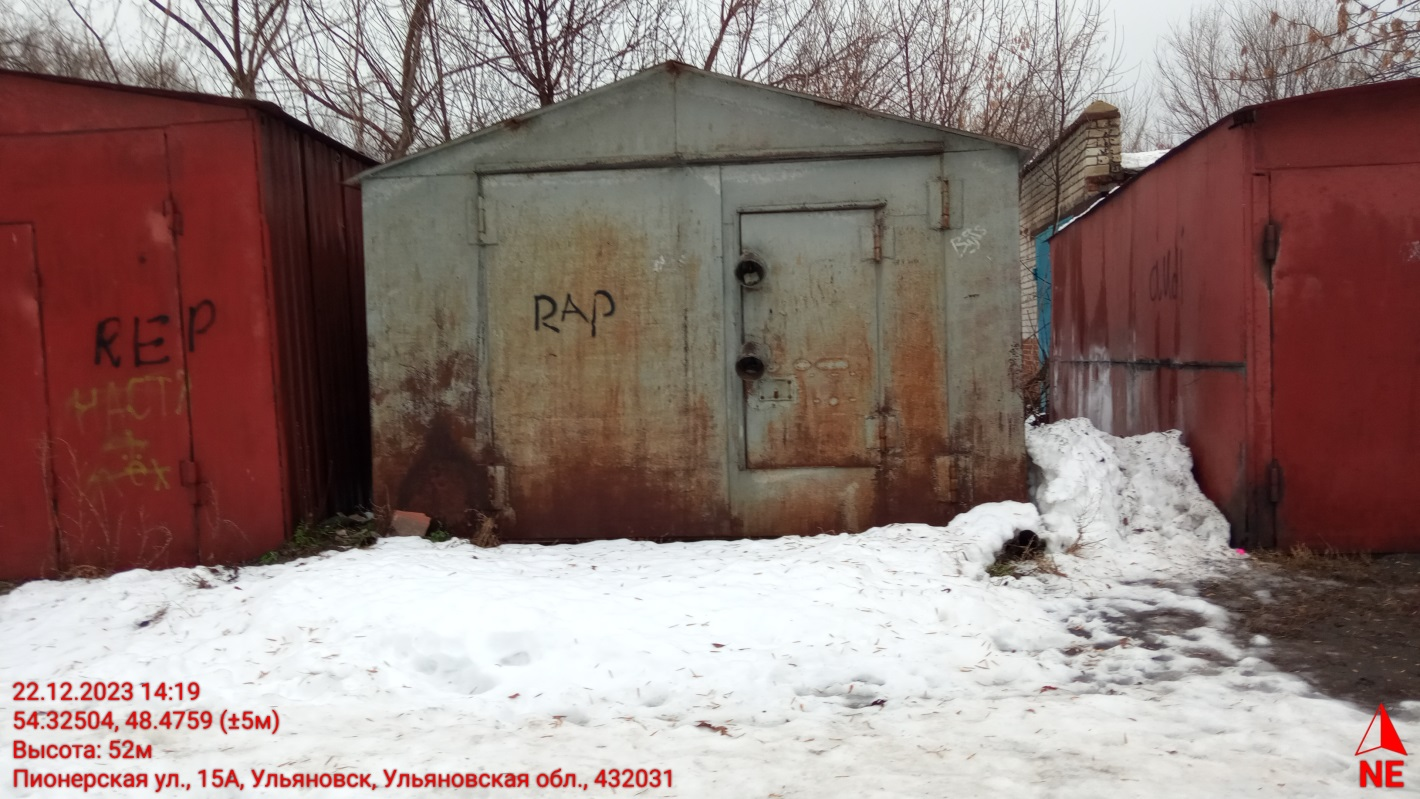 REP
НАСТЯ
RAP
22.12.2023 14:19
54.32504, 48.4759 (±5м)
Высота: 52м
Пионерская ул., 15А, Ульяновск, Ульяновская обл., 432031
NE